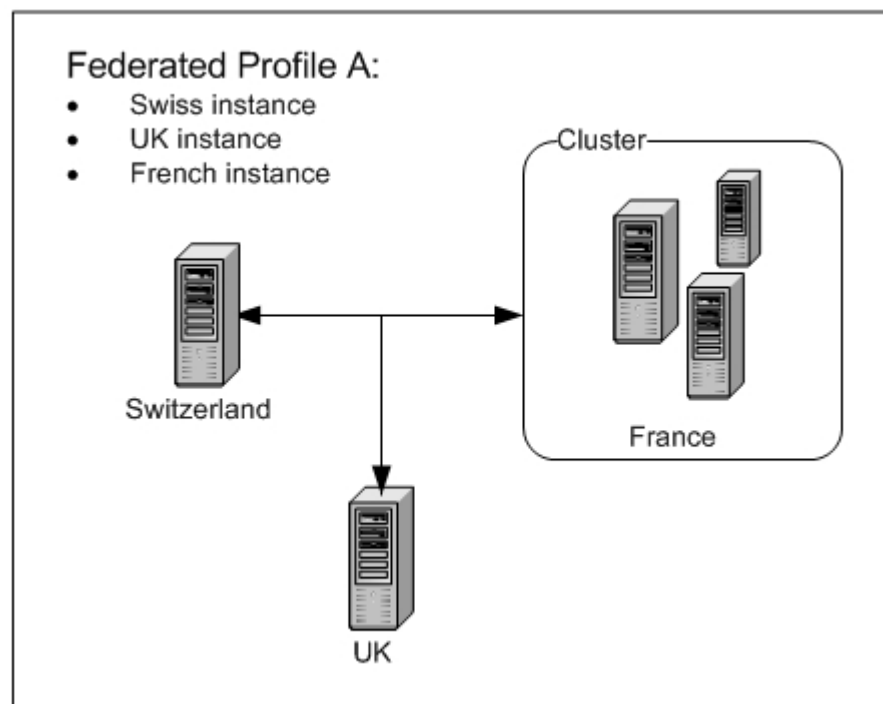 Federated Profile A:
• Swiss instance
• UK instance
• French instance
Cluster
Switzerland
France
UK